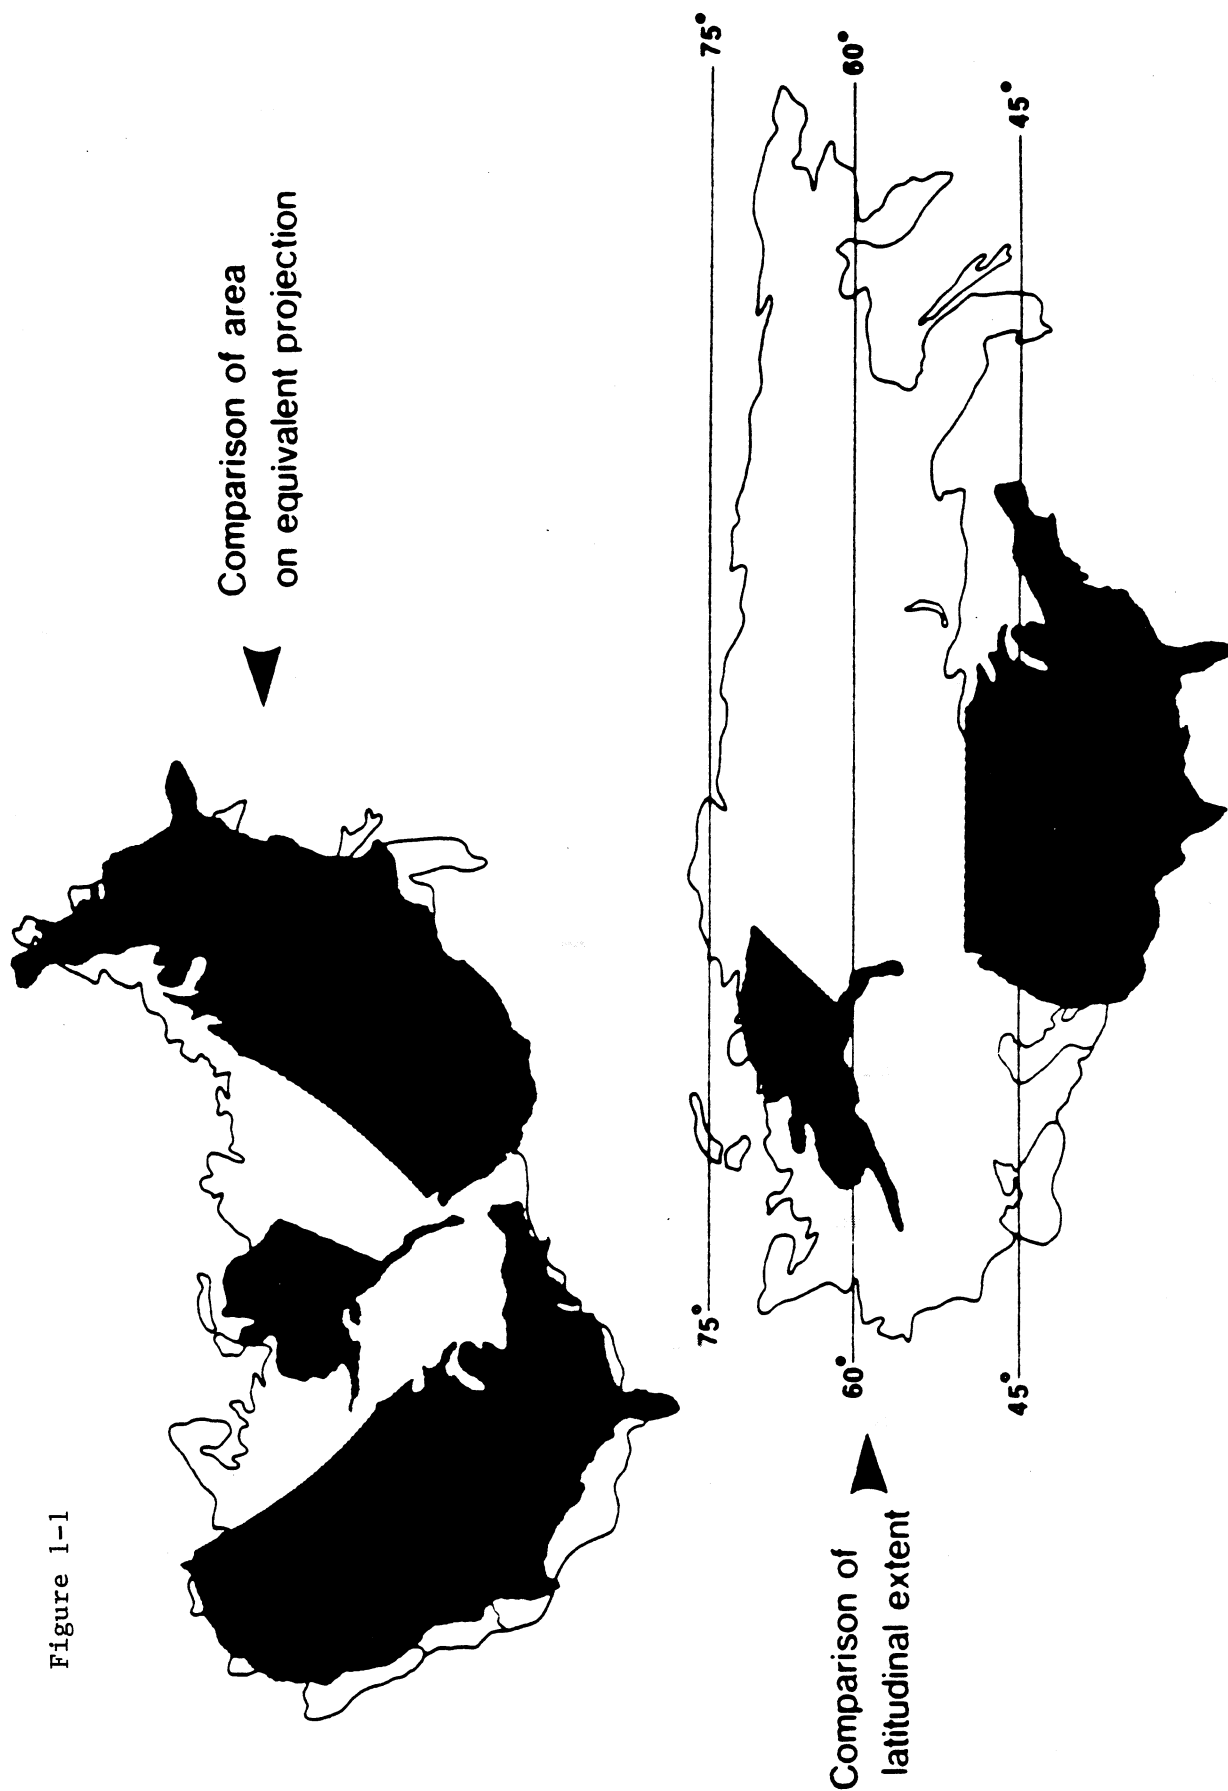 Figure 1-1
Comparison of area
on equivalent projection
Comparison of
latitudinal extent
75° 75°
60° 60°
45° 45°